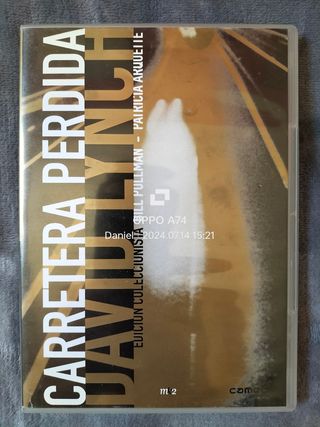 CARRETERA PERDIDA
DAVID LYNCH
EDICIÓN COLECCIONISTA BILL PULLMAN - PATRICIA ARQUETTE
OPPO A74
Daniel 2024.07.14 15:21
cameo